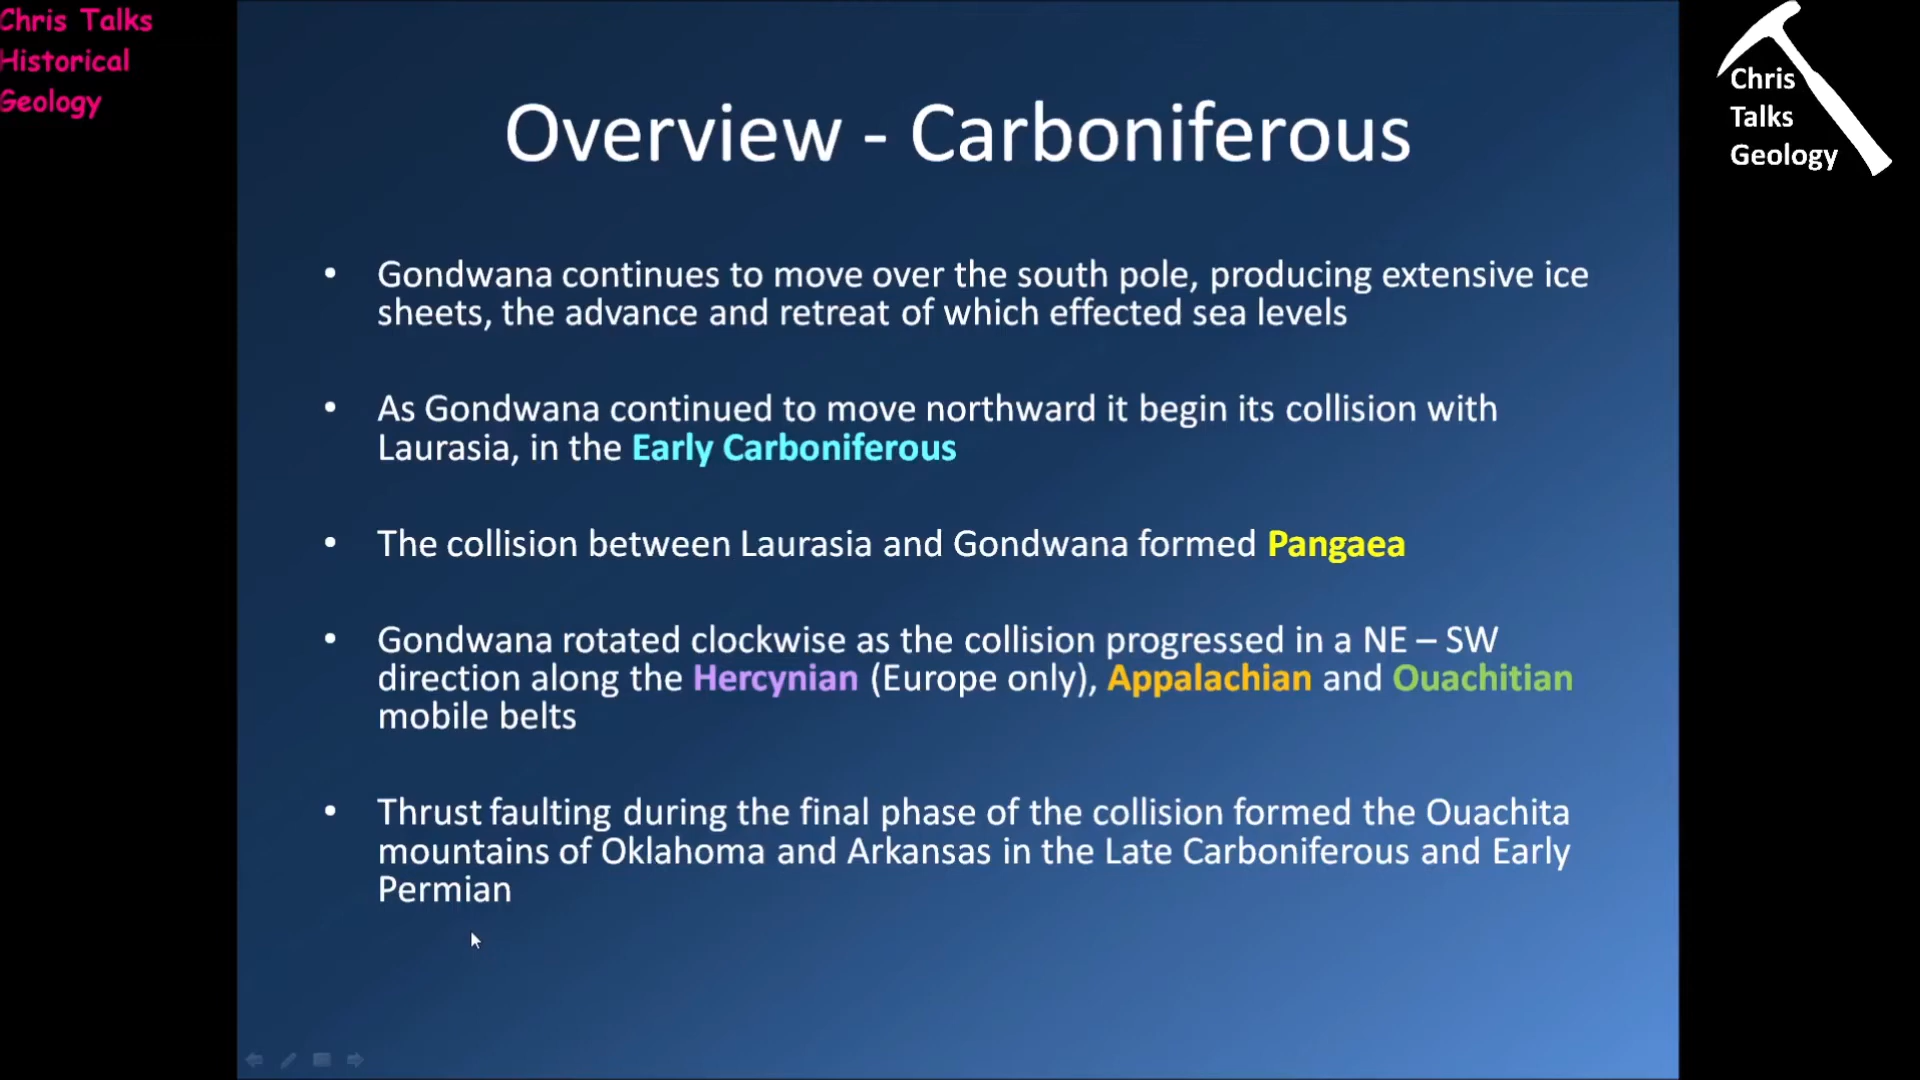 Chris Talks
Historical
Geology
Chris
Talks
Geology
Overview - Carboniferous
• Gondwana continues to move over the south pole, producing extensive ice
sheets, the advance and retreat of which effected sea levels
• As Gondwana continued to move northward it begin its collision with
Laurasia, in the Early Carboniferous
• The collision between Laurasia and Gondwana formed Pangaea
• Gondwana rotated clockwise as the collision progressed in a NE – SW
direction along the Hercynian (Europe only), Appalachian and Ouachitian
mobile belts
• Thrust faulting during the final phase of the collision formed the Ouachita
mountains of Oklahoma and Arkansas in the Late Carboniferous and Early
Permian